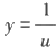 y = 1/u